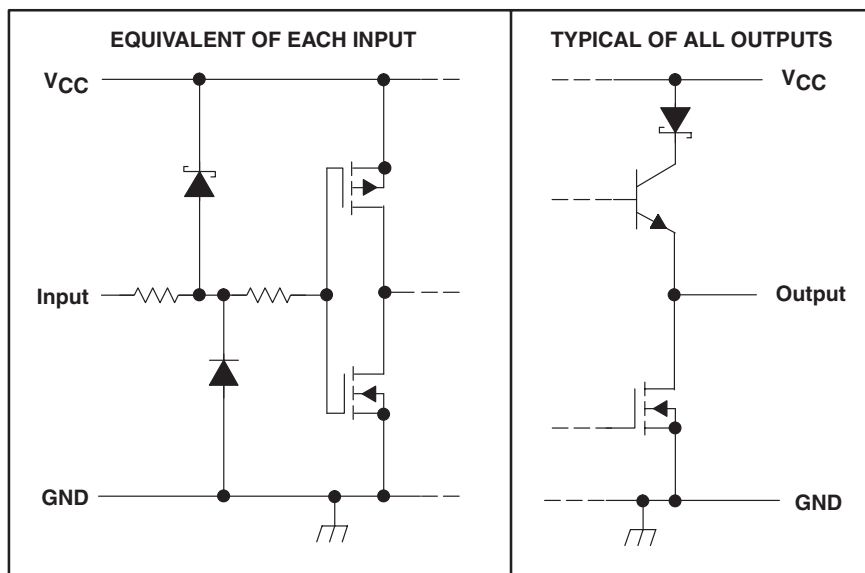 EQUIVALENT OF EACH INPUT
VCC
Input
GND
TYPICAL OF ALL OUTPUTS
VCC
Output
GND